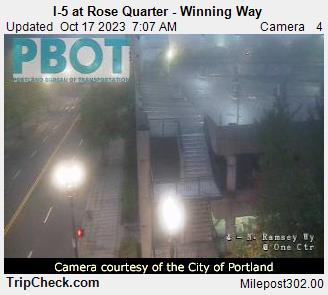 I-5 at Rose Quarter - Winning Way
Updated Oct 17 2023 7:07 AM Camera 4
PBOT
PORTLAND BUREAU OF TRANSPORTATION
& - N. Ramsey Wy
@ One Ctr
Camera courtesy of the City of Portland
TripCheck.com Milepost302.00